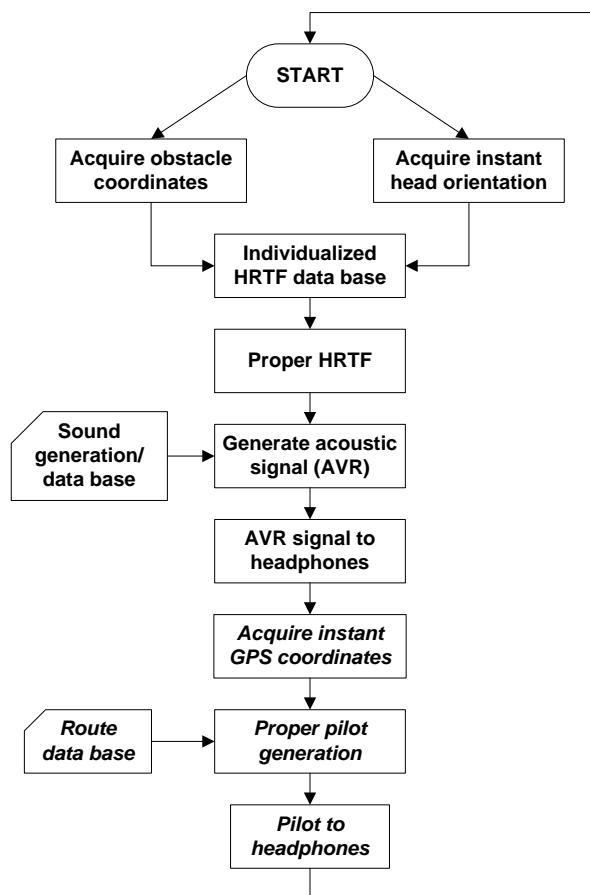 START
Acquire obstacle
coordinates
Acquire instant
head orientation
Individualized
HRTF data base
Proper HRTF
Sound
generation/
data base
Generate acoustic
signal (AVR)
AVR signal to
headphones
Acquire instant
GPS coordinates
Route
data base
Proper pilot
generation
Pilot to
headphones